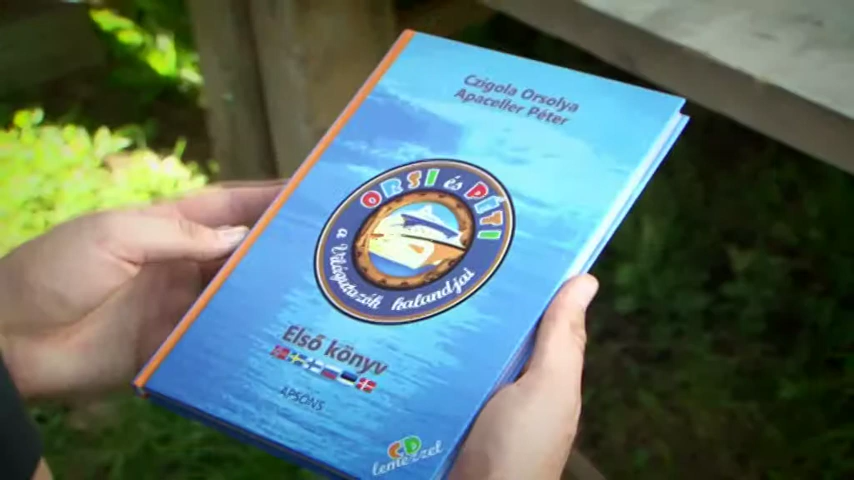 Czigola Orsolya
Apaceller Péter
ORSI és PETI
a Világutazók kalandjai
Első könyv
APSONS
CD
lemezzel